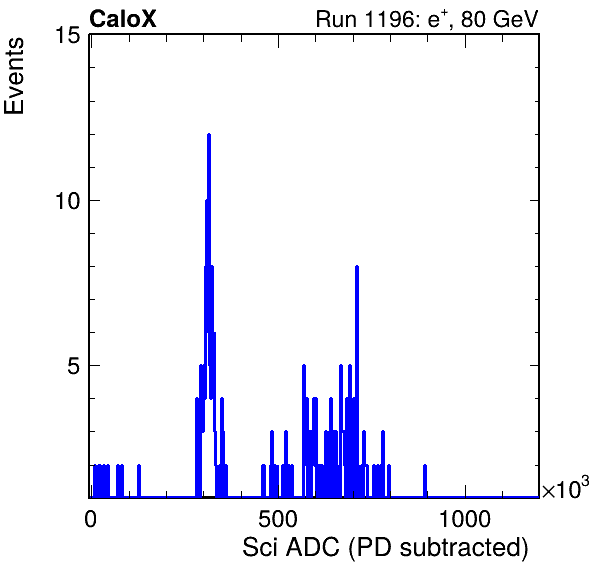 CaloX Run 1196: e⁺, 80 GeV
Events
15
10
5
0 500 1000 ×10³
Sci ADC (PD subtracted)